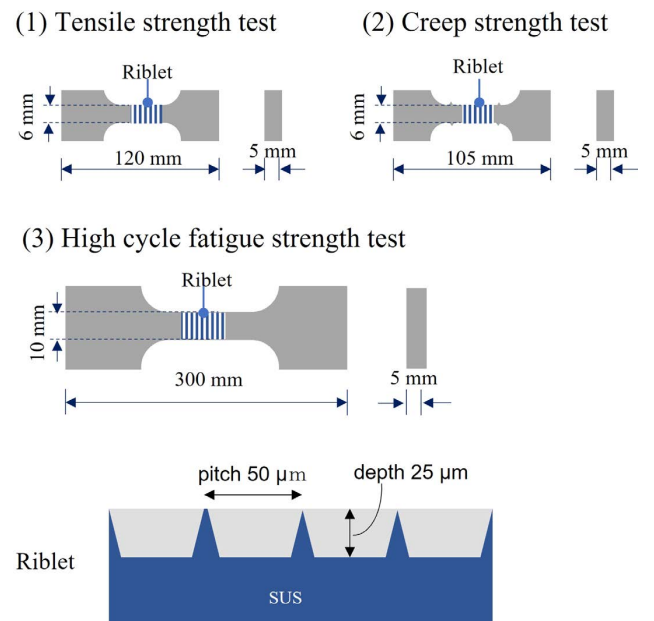 (1) Tensile strength test
Riblet
6 mm
120 mm
5 mm
(2) Creep strength test
Riblet
6 mm
105 mm
5 mm
(3) High cycle fatigue strength test
Riblet
10 mm
300 mm
5 mm
pitch 50 μm
depth 25 μm
Riblet
SUS